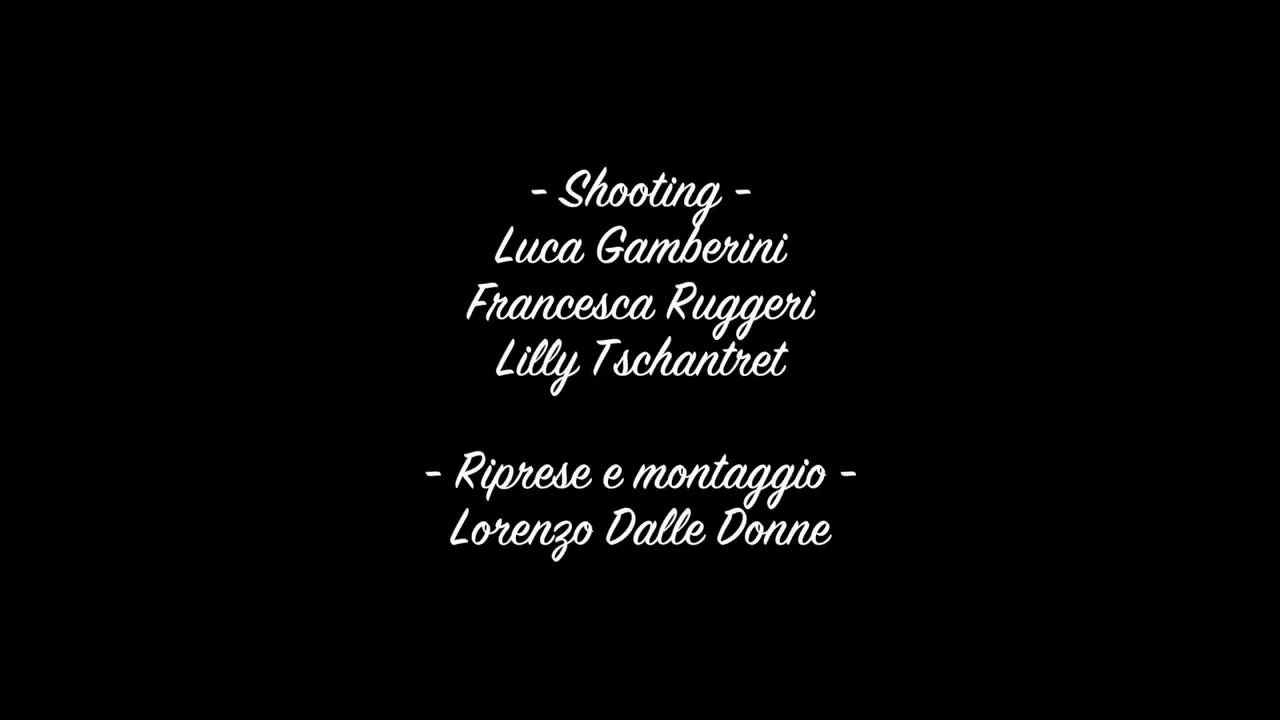 - Shooting -
Luca Gamberini
Francesca Ruggeri
Lilly Tschantret
- Riprese e montaggio -
Lorenzo Dalle Donne